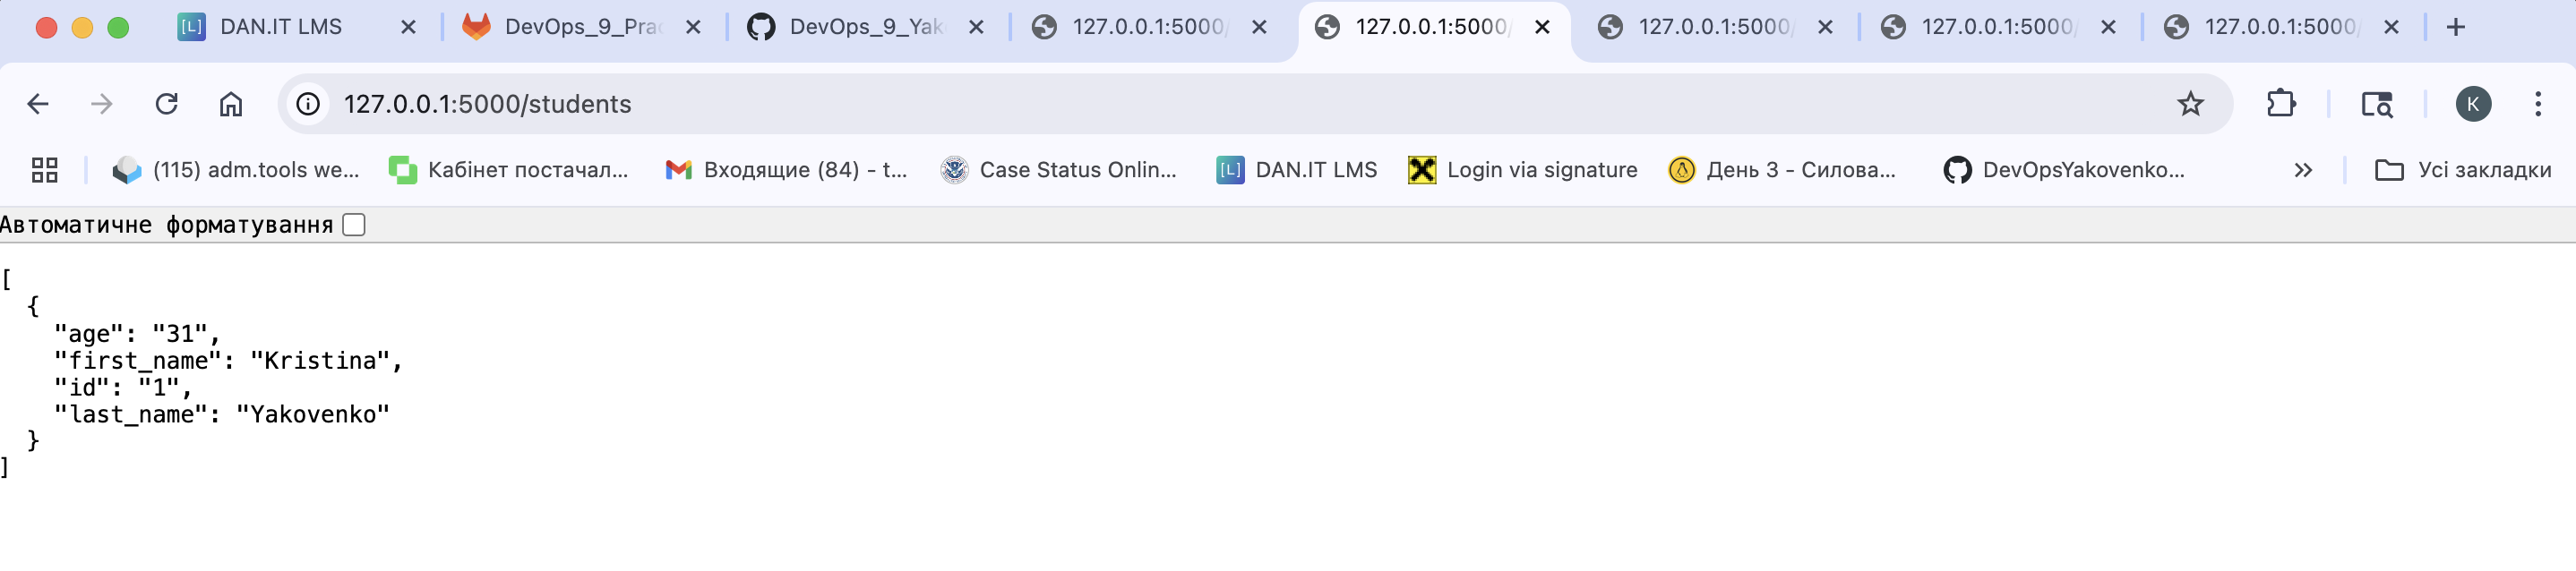 DAN.IT LMS
DevOps_9_Prac
DevOps_9_Yak
127.0.0.1:5000/
127.0.0.1:5000/
127.0.0.1:5000/
127.0.0.1:5000/
127.0.0.1:5000/
127.0.0.1:5000/students
K
(115) adm.tools we...
Кабінет постачал...
Входящие (84) - t...
Case Status Onlin...
DAN.IT LMS
Login via signature
День 3 - Силова...
DevOpsYakovenko...
Усі закладки
Автоматичне форматування
[
{
"age": "31",
"first_name": "Kristina",
"id": "1",
"last_name": "Yakovenko"
}
]